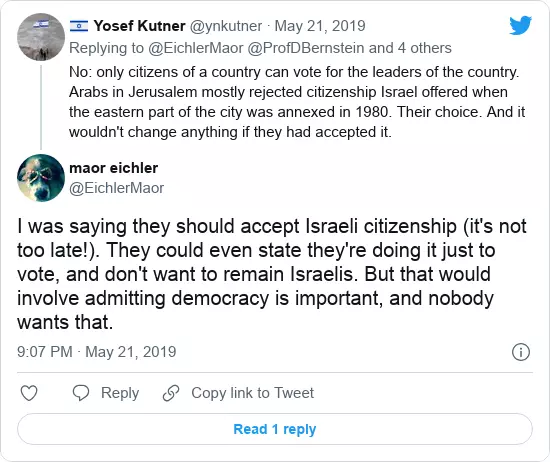 Yosef Kutner @ynkutner · May 21, 2019
Replying to @EichlerMaor @ProfDBernstein and 4 others
No: only citizens of a country can vote for the leaders of the country.
Arabs in Jerusalem mostly rejected citizenship Israel offered when
the eastern part of the city was annexed in 1980. Their choice. And it
wouldn't change anything if they had accepted it.
maor eichler
@EichlerMaor
I was saying they should accept Israeli citizenship (it's not
too late!). They could even state they're doing it just to
vote, and don't want to remain Israelis. But that would
involve admitting democracy is important, and nobody
wants that.
9:07 PM · May 21, 2019
Reply
Copy link to Tweet
Read 1 reply